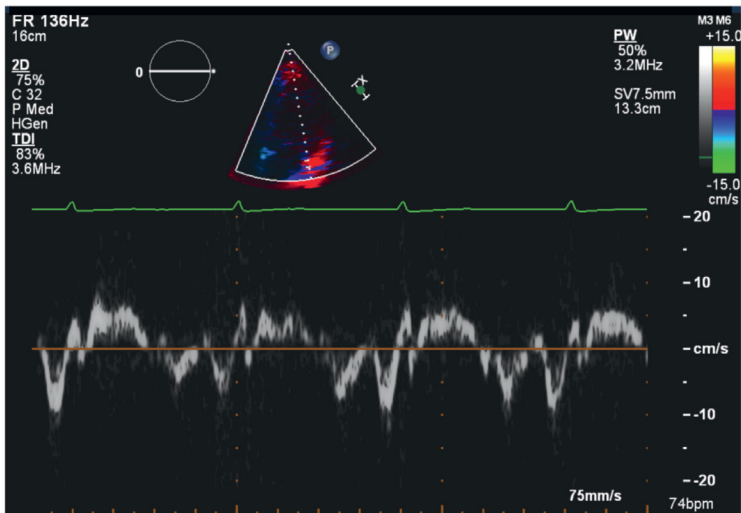 FR 136Hz
16cm
2D
75%
C 32
P Med
HGen
TDI
83%
3.6MHz
0
P
PW
50%
3.2MHz
SV7.5mm
13.3cm
M3 M6
+15.0
-15.0
cm/s
20
10
cm/s
-10
-20
75mm/s
74bpm